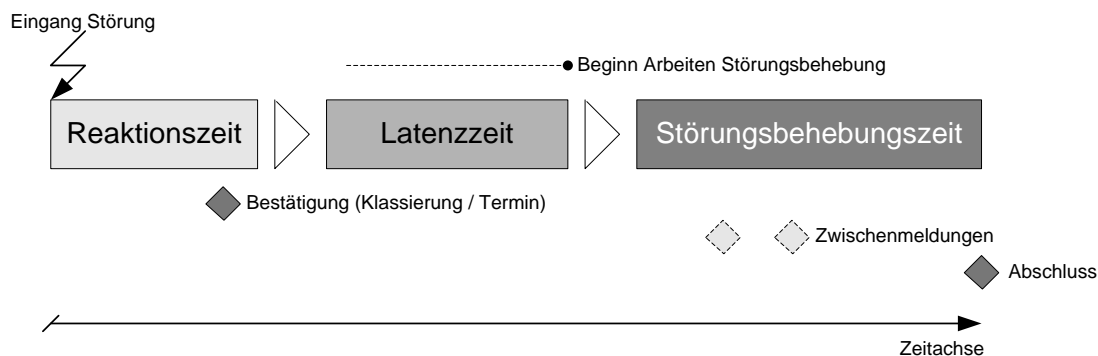 Eingang Störung
Beginn Arbeiten Störungsbehebung
Reaktionszeit
Latenzzeit
Störungsbehebungszeit
Bestätigung (Klassierung / Termin)
Zwischenmeldungen
Abschluss
Zeitachse